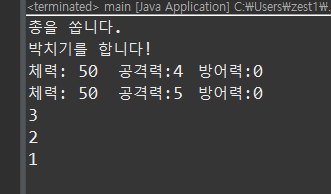 <terminated> main [Java Application] C:₩Users₩zest1₩.
총을 쏩니다.
박치기를 합니다!
체력: 50 공격력:4 방어력:0
체력: 50 공격력:5 방어력:0
3
2
1